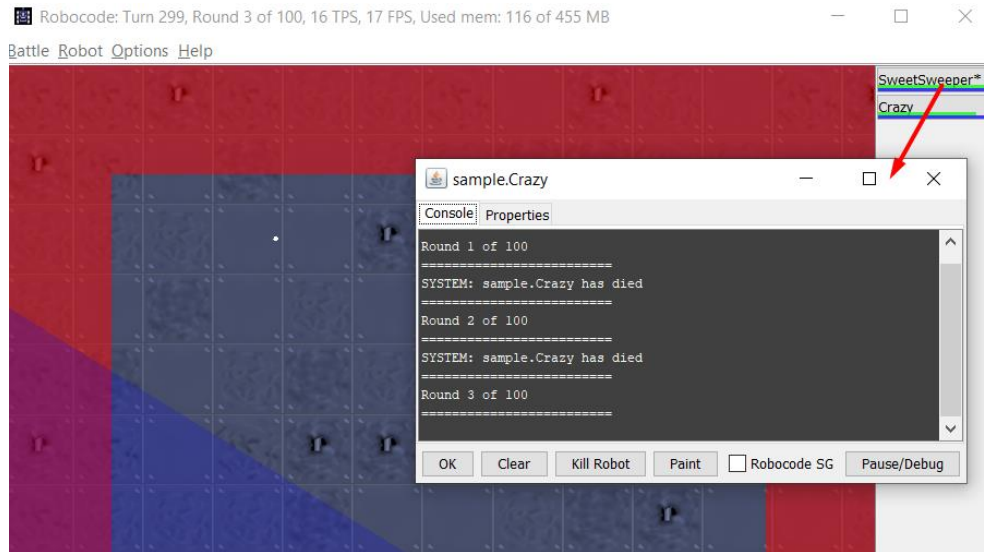 Robocode: Turn 299, Round 3 of 100, 16 TPS, 17 FPS, Used mem: 116 of 455 MB
Battle Robot Options Help
SweetSweeper*
Crazy
sample.Crazy
Console Properties
Round 1 of 100
=========================
SYSTEM: sample.Crazy has died
=========================
Round 2 of 100
=========================
SYSTEM: sample.Crazy has died
=========================
Round 3 of 100
=========================
OK Clear Kill Robot Paint Robocode SG Pause/Debug